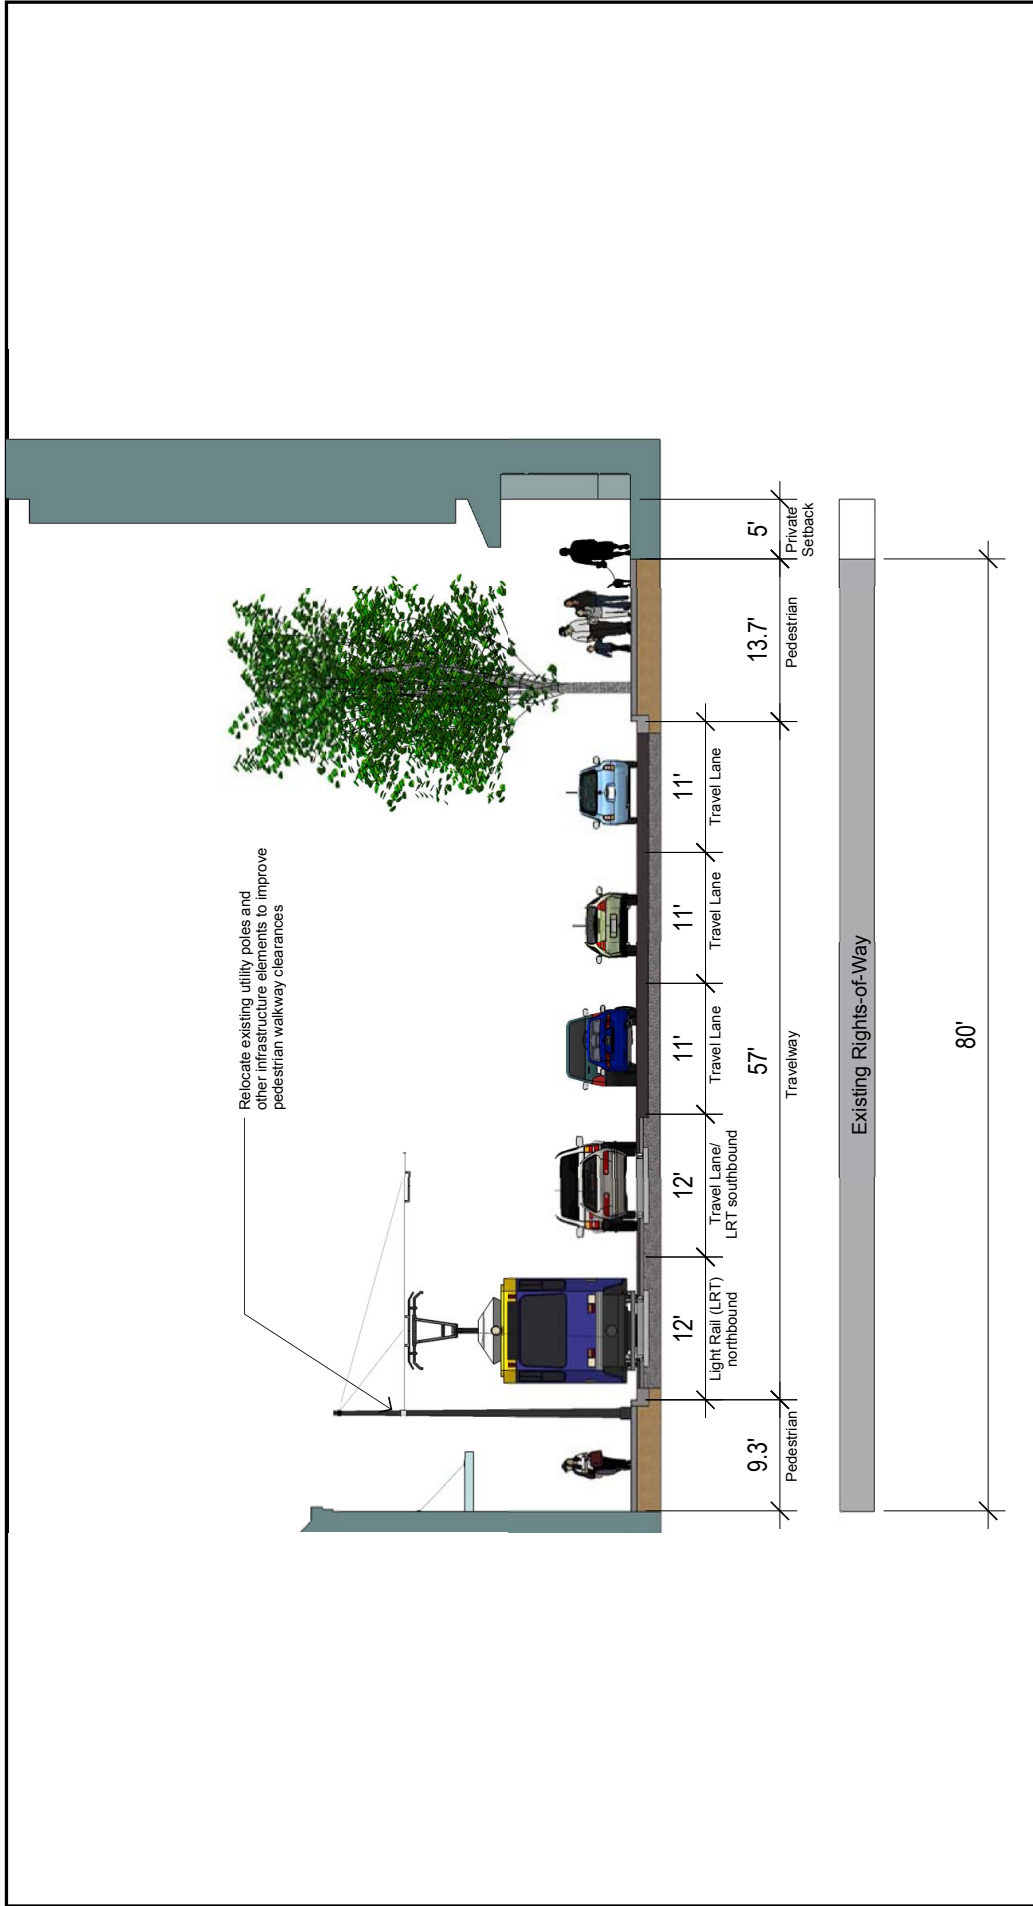 Relocate existing utility poles and
other infrastructure elements to improve
pedestrian walkway clearances
12'
12'
11'
11'
11'
Light Rail (LRT)
northbound
Travel Lane/
LRT southbound
Travel Lane
Travel Lane
Travel Lane
9.3'
57'
13.7'
5'
Pedestrian
Travelway
Pedestrian
Private
Setback
Existing Rights-of-Way
80'